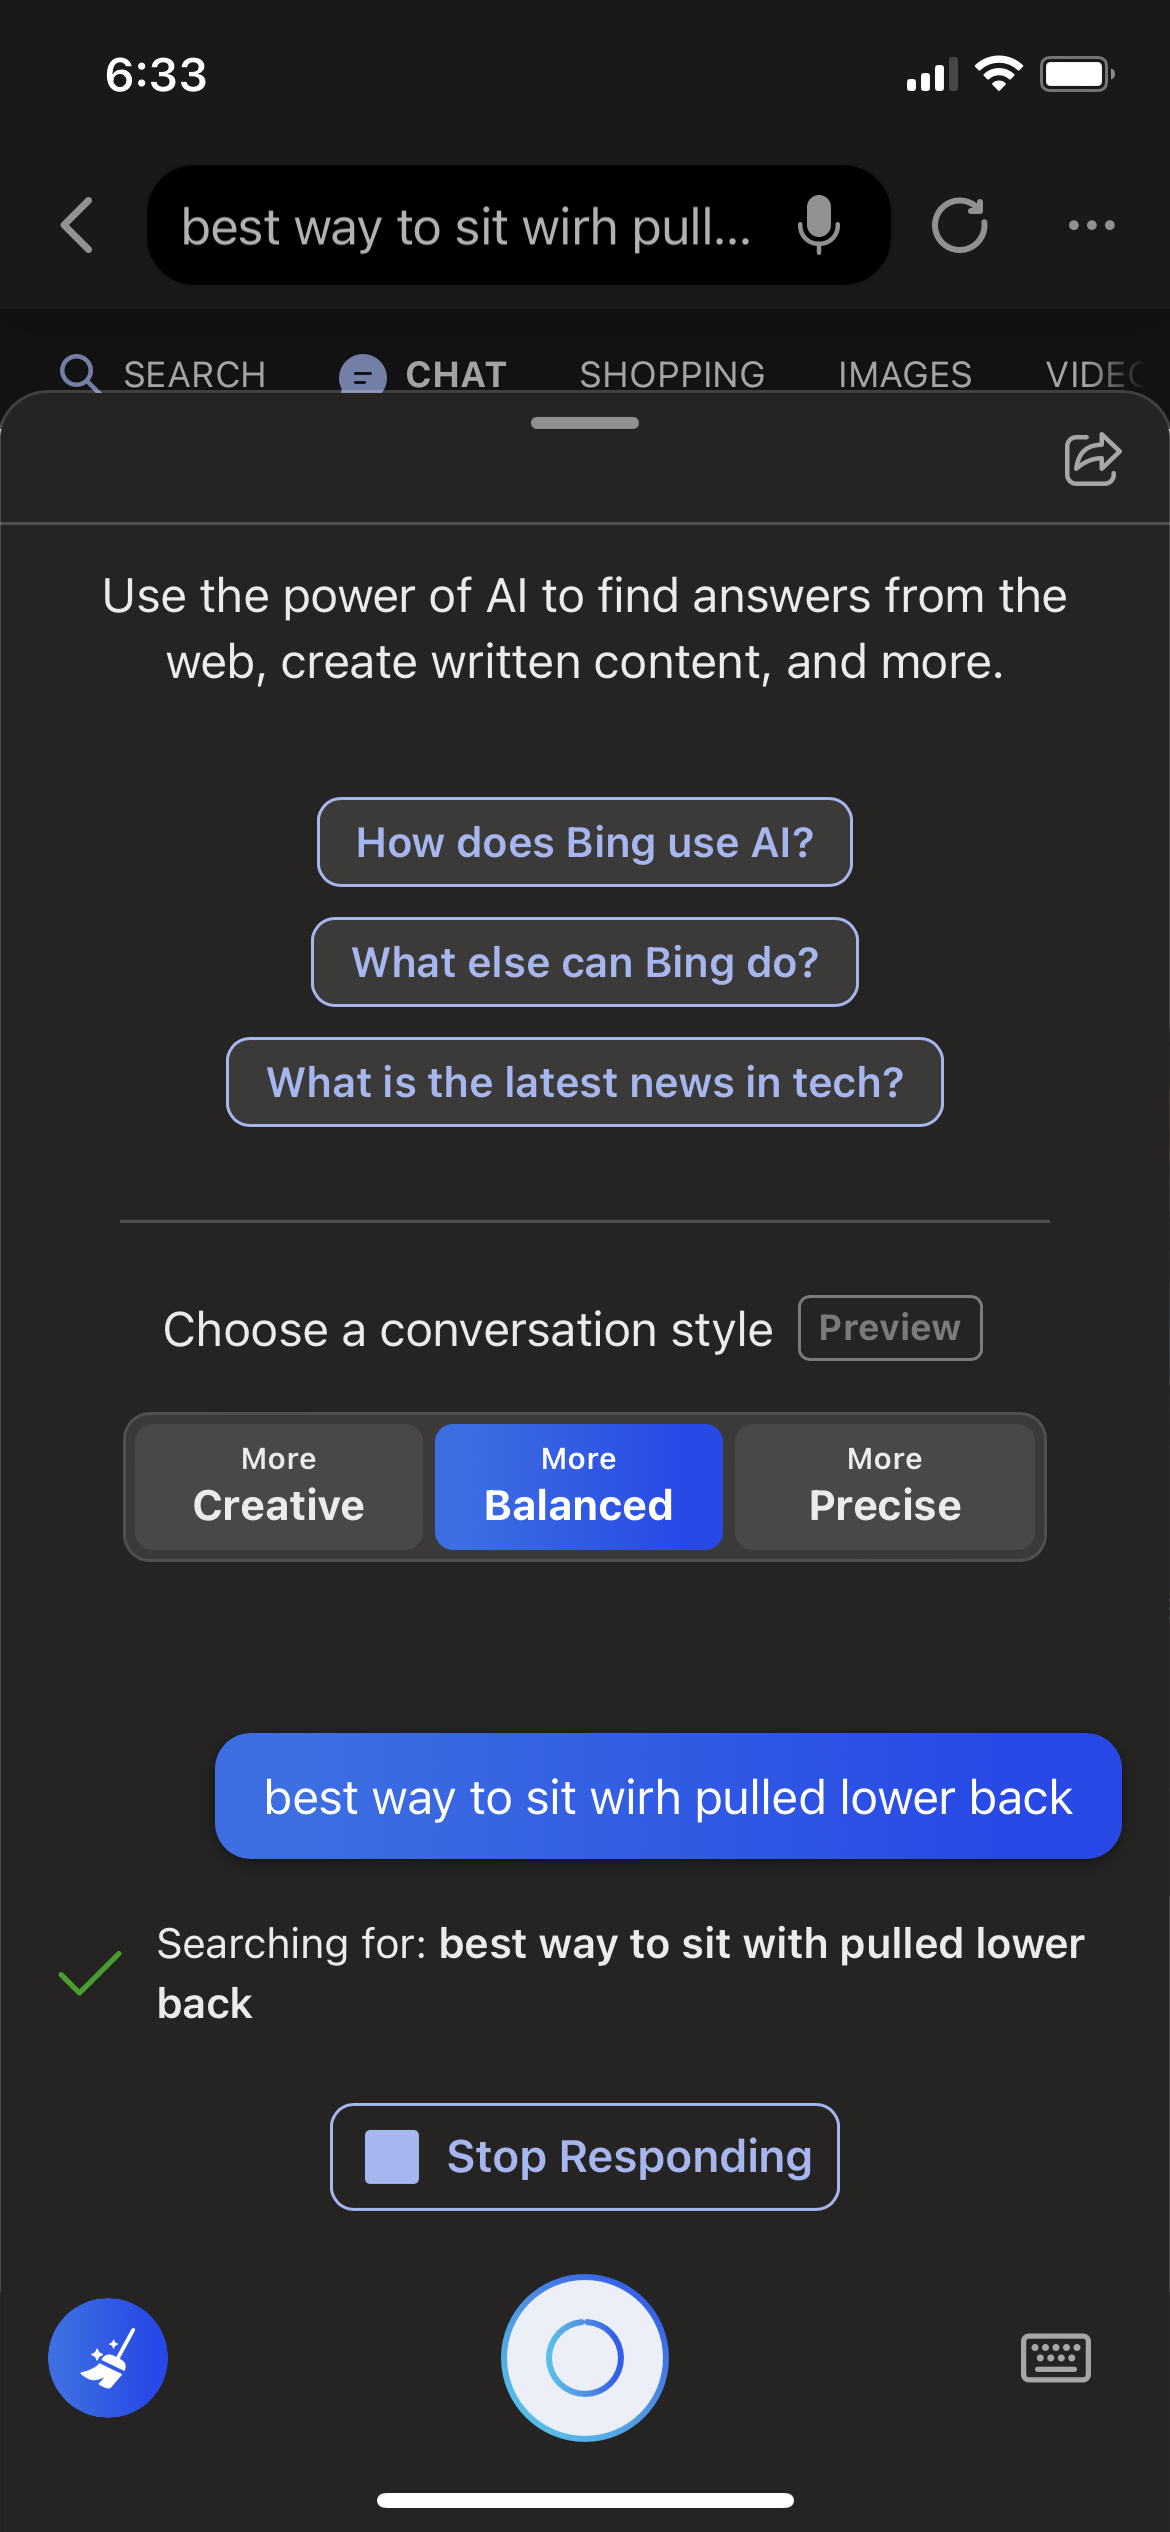 6:33
best way to sit wirh pull...
SEARCH CHAT SHOPPING IMAGES
Use the power of AI to find answers from the
web, create written content, and more.
How does Bing use AI?
What else can Bing do?
What is the latest news in tech?
Choose a conversation style Preview
More Creative
More Balanced
More Precise
best way to sit wirh pulled lower back
Searching for: best way to sit with pulled lower
back
Stop Responding